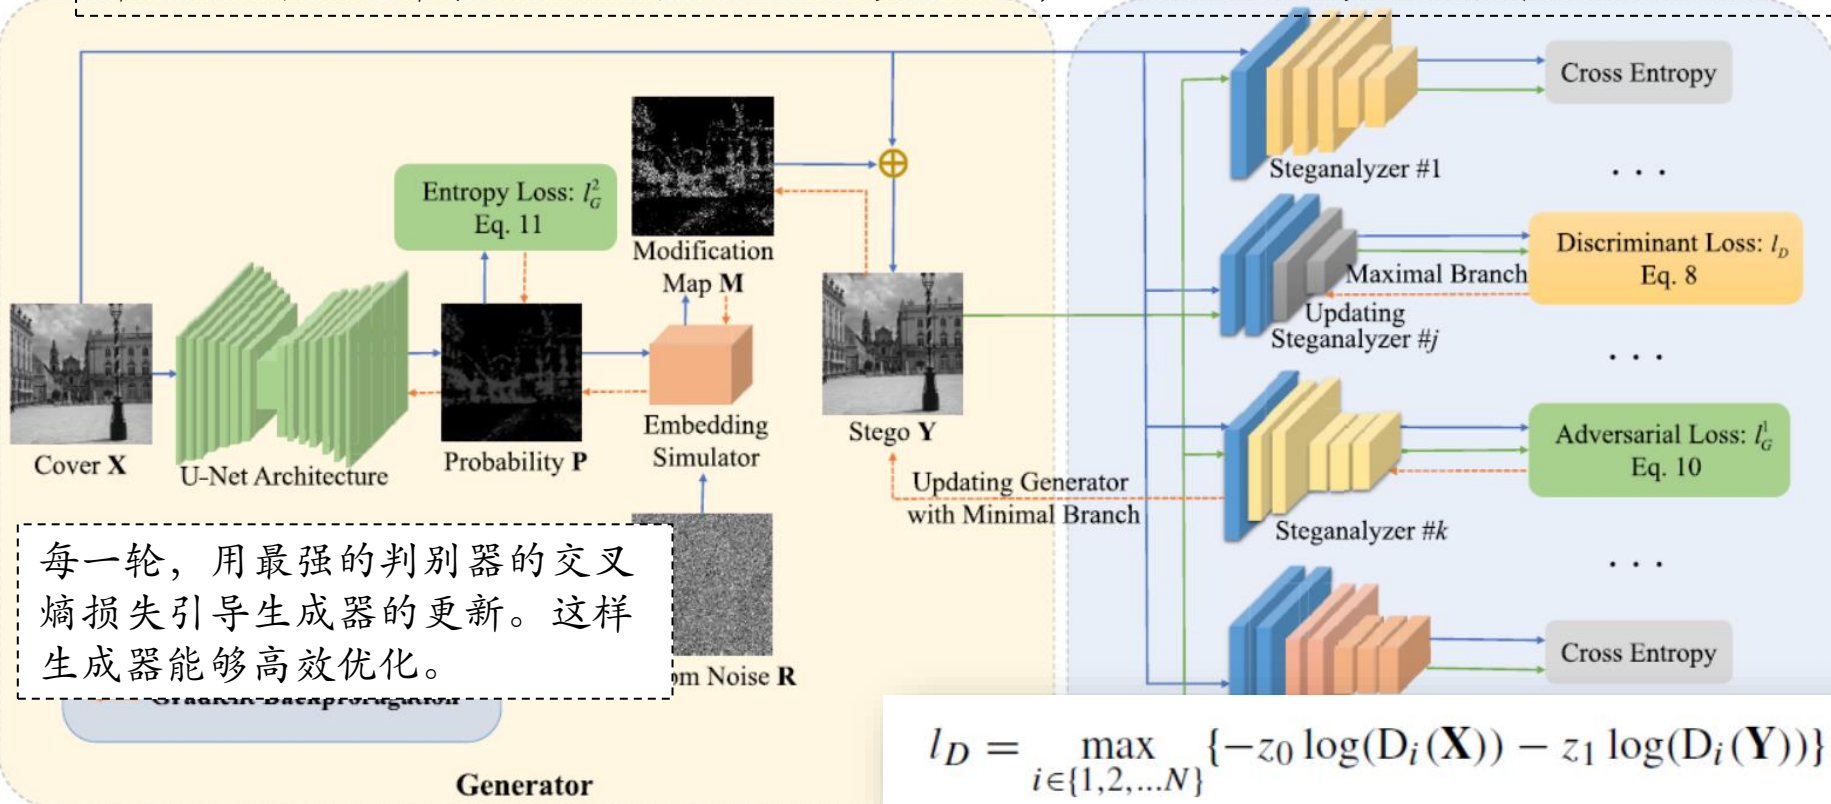 Cross Entropy
Steganalyzer #1
. . .
Entropy Loss: l_G^2
Eq. 11
Modification
Map M
Discriminant Loss: l_D
Eq. 8
Maximal Branch
Updating
Steganalyzer #j
. . .
Cover X
U-Net Architecture
Probability P
Embedding
Simulator
Stego Y
Adversarial Loss: l_G^1
Eq. 10
Updating Generator
with Minimal Branch
Steganalyzer #k
. . .
每一轮，用最强的判别器的交叉
熵损失引导生成器的更新。这样
生成器能够高效优化。
Noise R
Cross Entropy
l_D = max_{i∈{1,2,...N}} {−z_0 log(D_i(X)) − z_1 log(D_i(Y))}
Generator